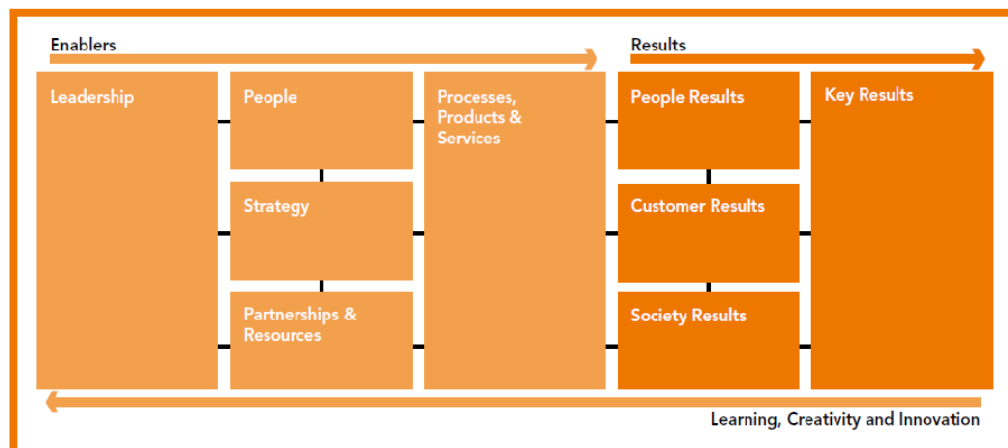 Enablers
Results
Leadership
People
Processes,
Products &
Services
People Results
Key Results
Strategy
Customer Results
Partnerships &
Resources
Society Results
Learning, Creativity and Innovation